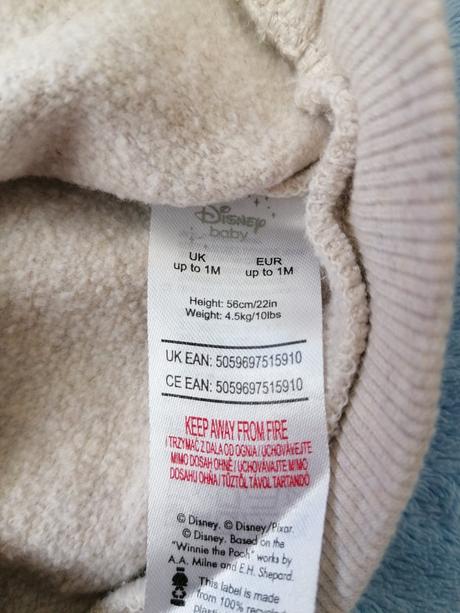 Disney
baby
UK EUR
up to 1M up to 1M
Height: 56cm/22in
Weight: 4.5kg/10lbs
UK EAN: 5059697515910
CE EAN: 5059697515910
KEEP AWAY FROM FIRE
/ TRZYMAĆ Z DALA OD OGNIA / UCHOVÁVEJTE
MIMO DOSAH OHNĚ / UCHOVÁVAJTE MIMO
DOSAHU OHŇA / TŰZTŐL TÁVOL TARTANDÓ
© Disney. © Disney/Pixar.
© Disney. Based on the
"Winnie the Pooh" works by
A.A. Milne and E.H. Shepard.
This label is made
from 100% recycled